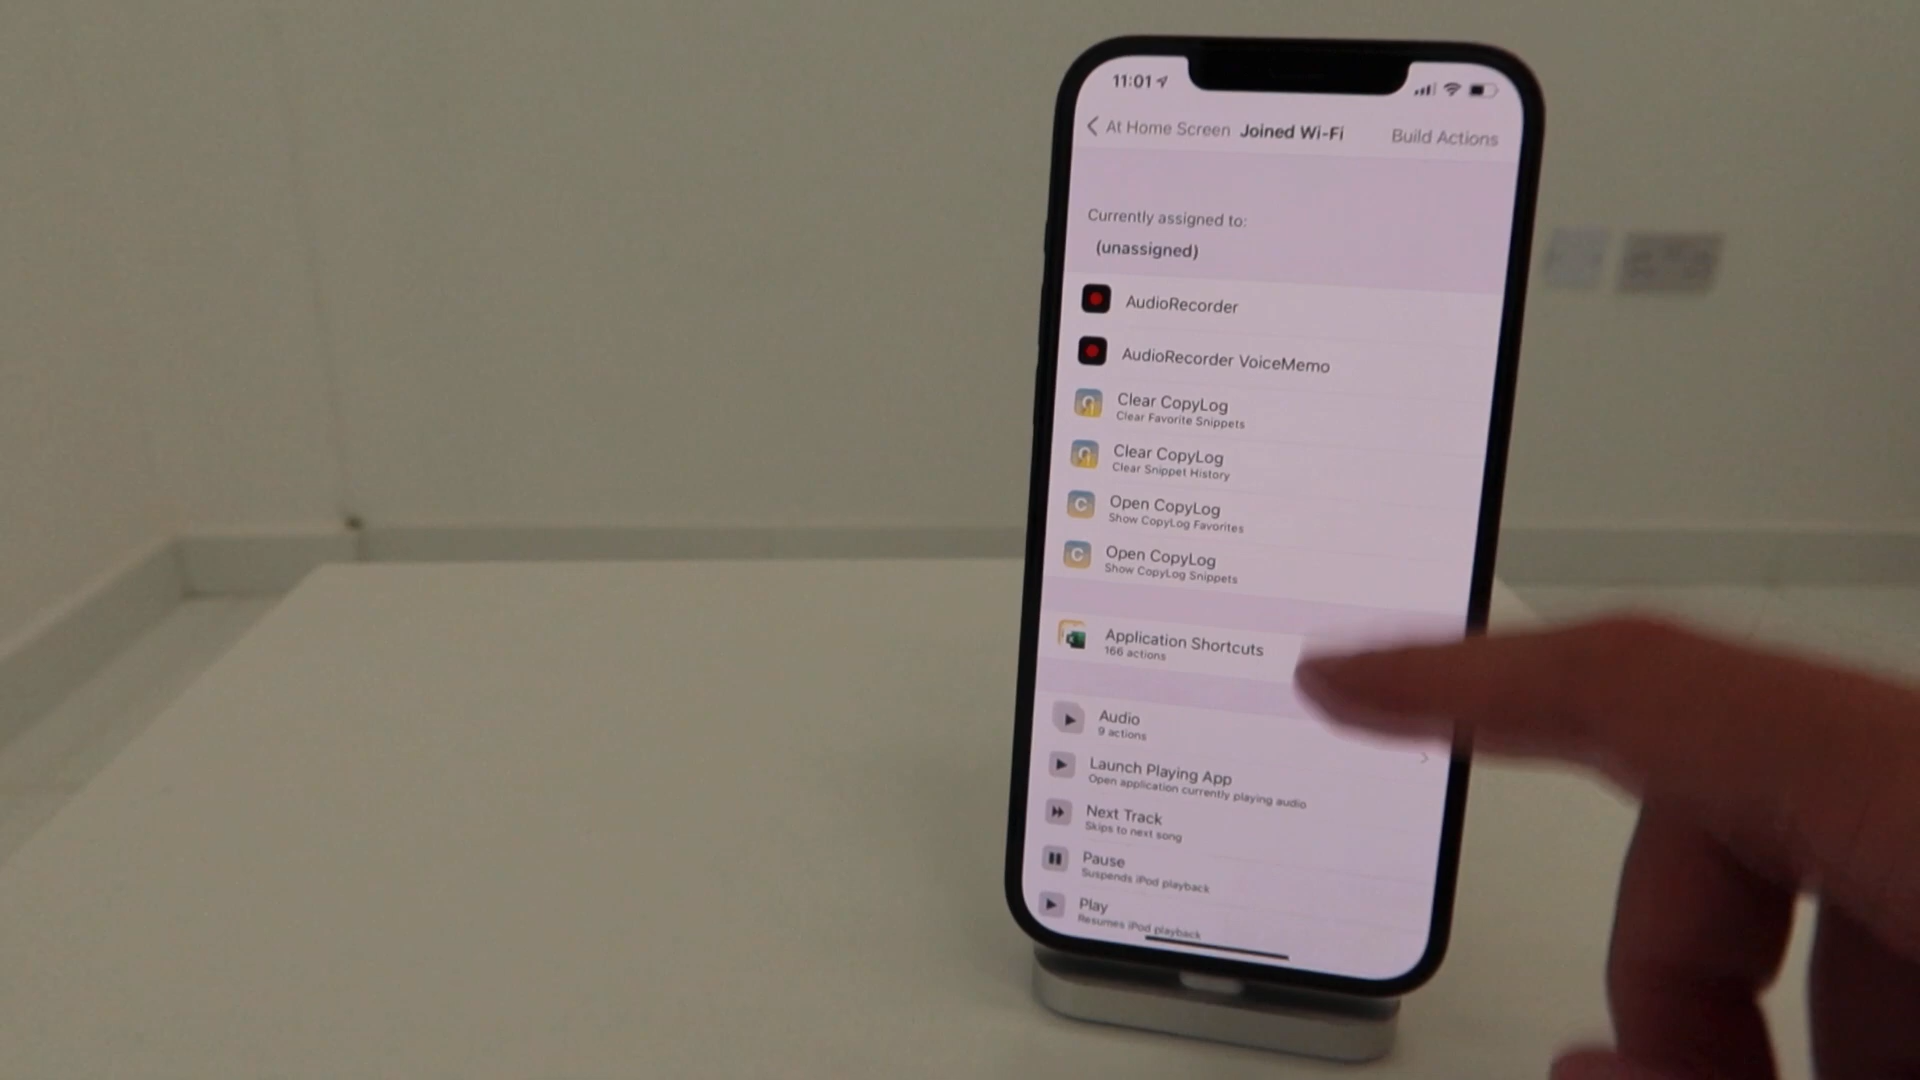 11:01
At Home Screen Joined Wi-Fi Build Actions
Currently assigned to:
(unassigned)
AudioRecorder
AudioRecorder VoiceMemo
Clear CopyLog
Clear Favorite Snippets
Clear CopyLog
Clear Snippet History
Open CopyLog
Show CopyLog Favorites
Open CopyLog
Show CopyLog Snippets
Application Shortcuts
166 actions
Audio
9 actions
Launch Playing App
Open application currently playing audio
Next Track
Skips to next song
Pause
Suspends iPod playback
Play
Resumes iPod playback